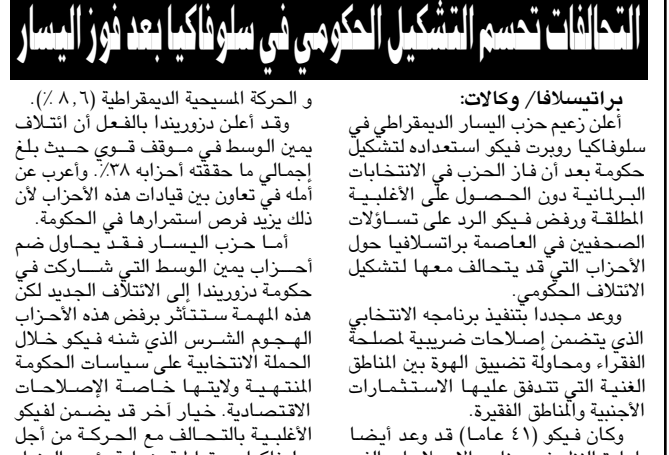 التحالفات تحسم التشكيل الحكومي في سلوفاكيا بعد فوز اليسار
براتيسلافا/ وكالات:
أعلن زعيم حزب اليسار الديمقراطي في
سلوفاكيا روبرت فيكو استعداده لتشكيل
حكومة بعد أن فاز الحزب في الانتخابات
البرلمانية دون الحصول على الأغلبية
المطلقة ورفض فيكو الرد على تساؤلات
الصحفيين في العاصمة براتسلافيا حول
الأحزاب التي قد يتحالف معها لتشكيل
الائتلاف الحكومي.
ووعد مجددا بتنفيذ برنامجه الانتخابي
الذي يتضمن إصلاحات ضريبية لمصلحة
الفقراء ومحاولة تضييق الهوة بين المناطق
الغنية التي تتدفق عليها الاستثمارات
الأجنبية والمناطق الفقيرة.
وكان فيكو (٤١ عاما) قد وعد أيضا
و الحركة المسيحية الديمقراطية (٨,٦ ٪).
وقد أعلن دزوريندا بالفعل أن ائتلاف
يمين الوسط في موقف قوي حيث بلغ
إجمالي ما حققته أحزابه ٣٨٪. وأعرب عن
أمله في تعاون بين قيادات هذه الأحزاب لأن
ذلك يزيد فرص استمرارها في الحكومة.
أما حزب اليسار فقد يحاول ضم
أحزاب يمين الوسط التي شاركت في
حكومة دزوريندا إلى الائتلاف الجديد لكن
هذه المهمة ستتأثر برفض هذه الأحزاب
الهجوم الشرس الذي شنه فيكو خلال
الحملة الانتخابية على سياسات الحكومة
المنتهية ولايتها خاصة الإصلاحات
الاقتصادية. خيار آخر قد يضمن لفيكو
الأغلبية بالتحالف مع الحركة من أجل